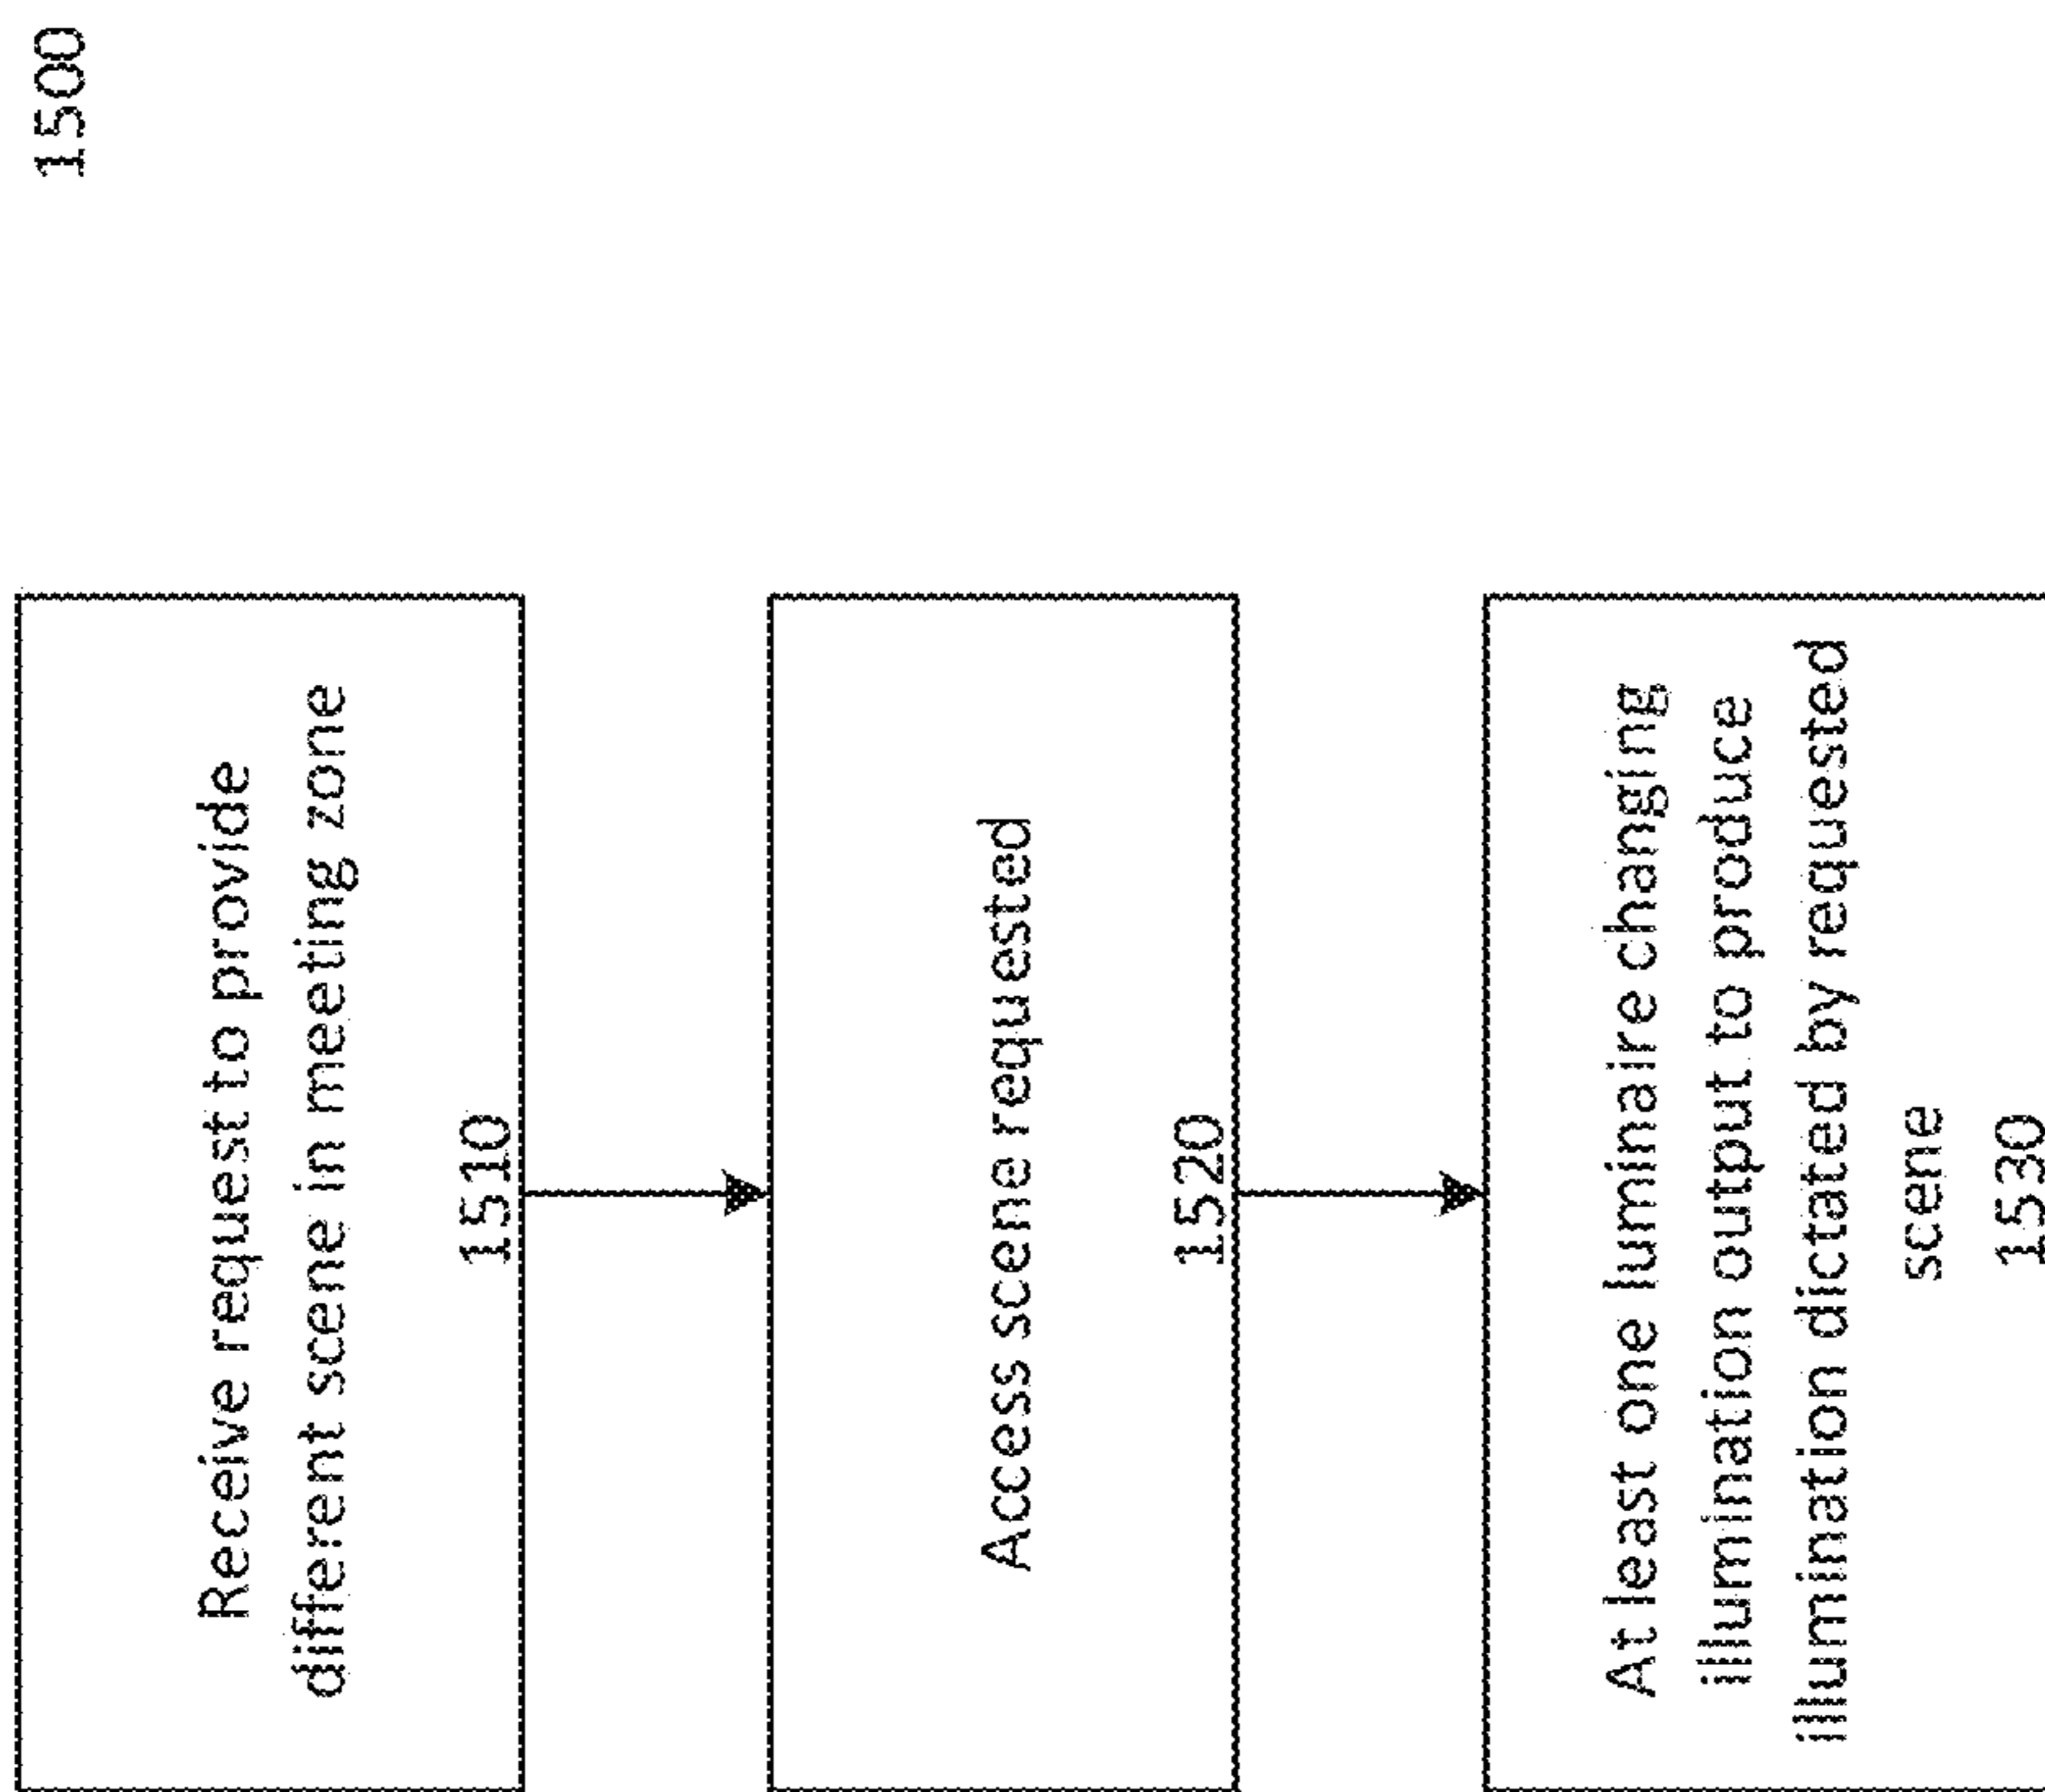 1500
Receive request to provide
different scene in meeting zone
1510
Access scene requested
1520
At least one luminaire changing
illumination output to produce
illumination dictated by requested
scene
1530